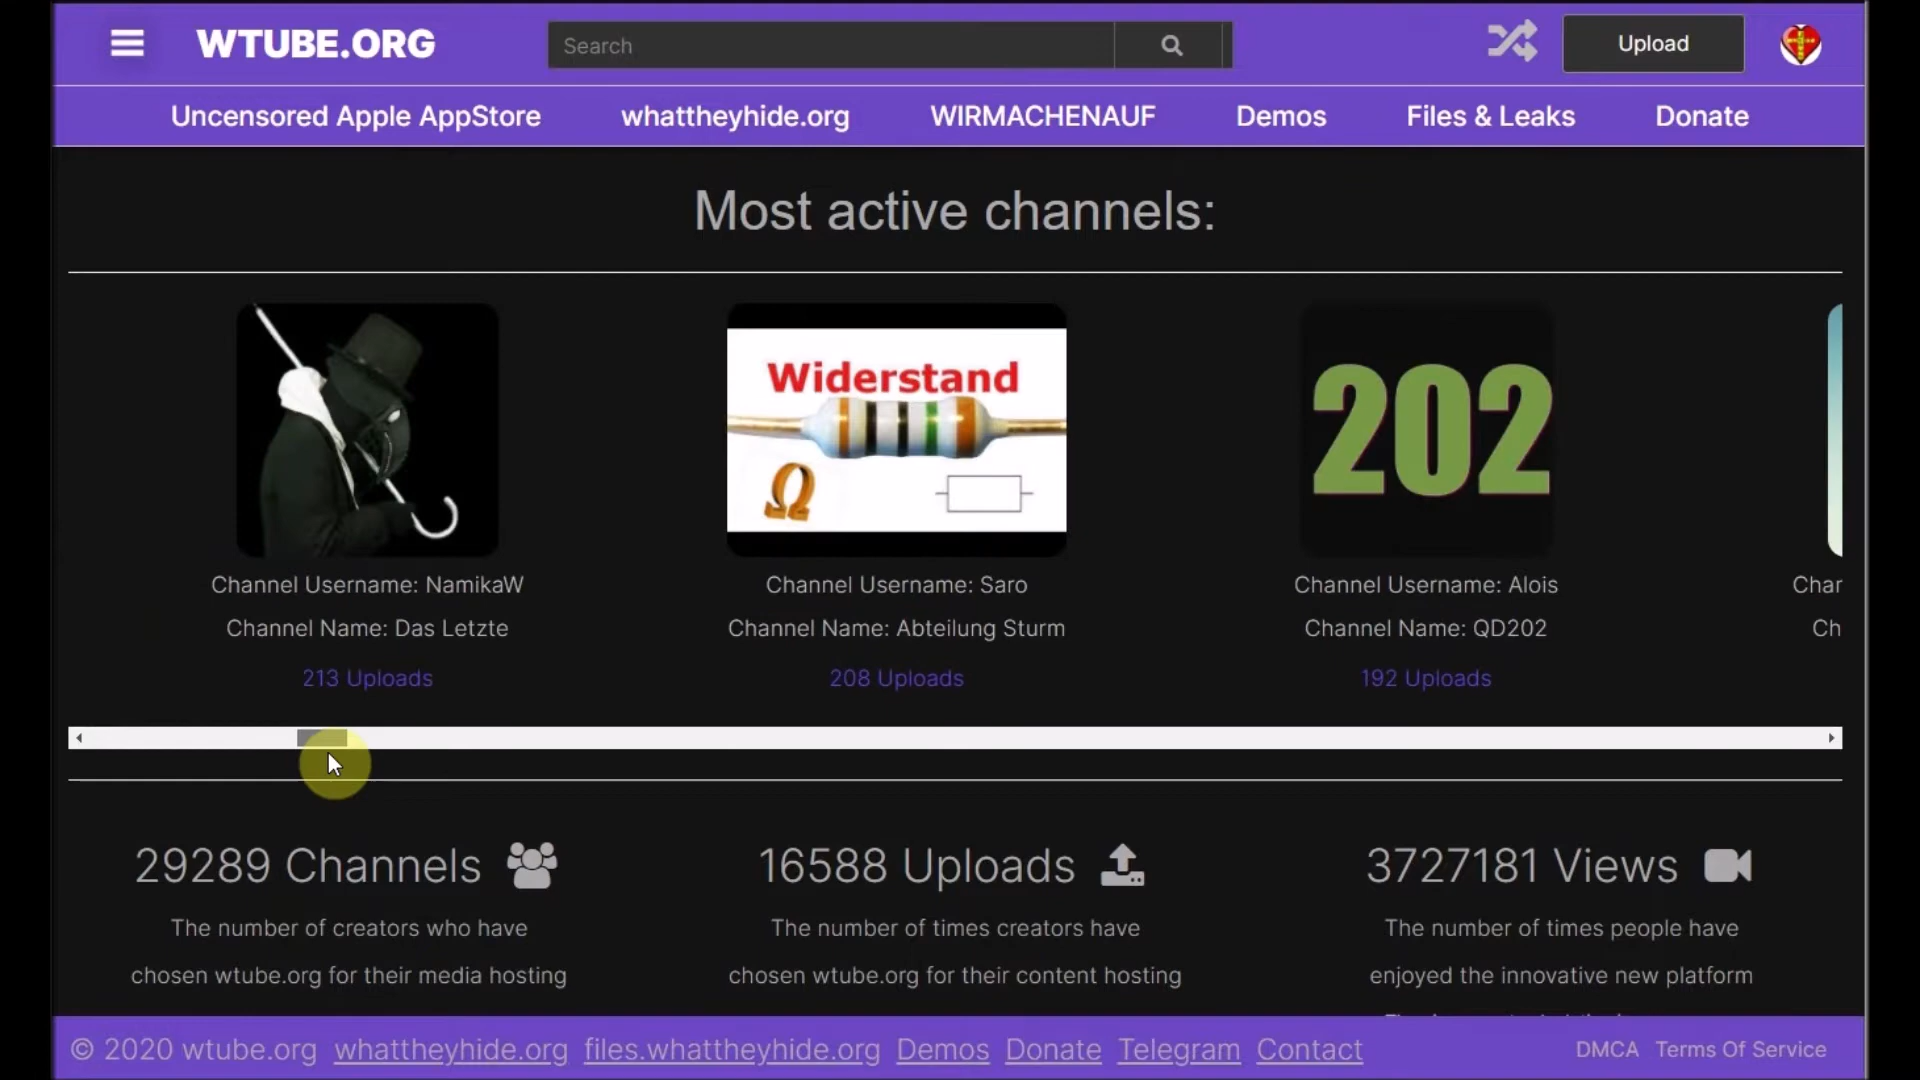 WTUBE.ORG
Search
Upload
Uncensored Apple AppStore
whattheyhide.org
WIRMACHENAUF
Demos
Files & Leaks
Donate
Most active channels:
Widerstand
Ω
202
Channel Username: NamikaW
Channel Name: Das Letzte
213 Uploads
Channel Username: Saro
Channel Name: Abteilung Sturm
208 Uploads
Channel Username: Alois
Channel Name: QD202
192 Uploads
29289 Channels
The number of creators who have
chosen wtube.org for their media hosting
16588 Uploads
The number of times creators have
chosen wtube.org for their content hosting
3727181 Views
The number of times people have
enjoyed the innovative new platform
© 2020 wtube.org whattheyhide.org files.whattheyhide.org Demos Donate Telegram Contact
DMCA Terms Of Service